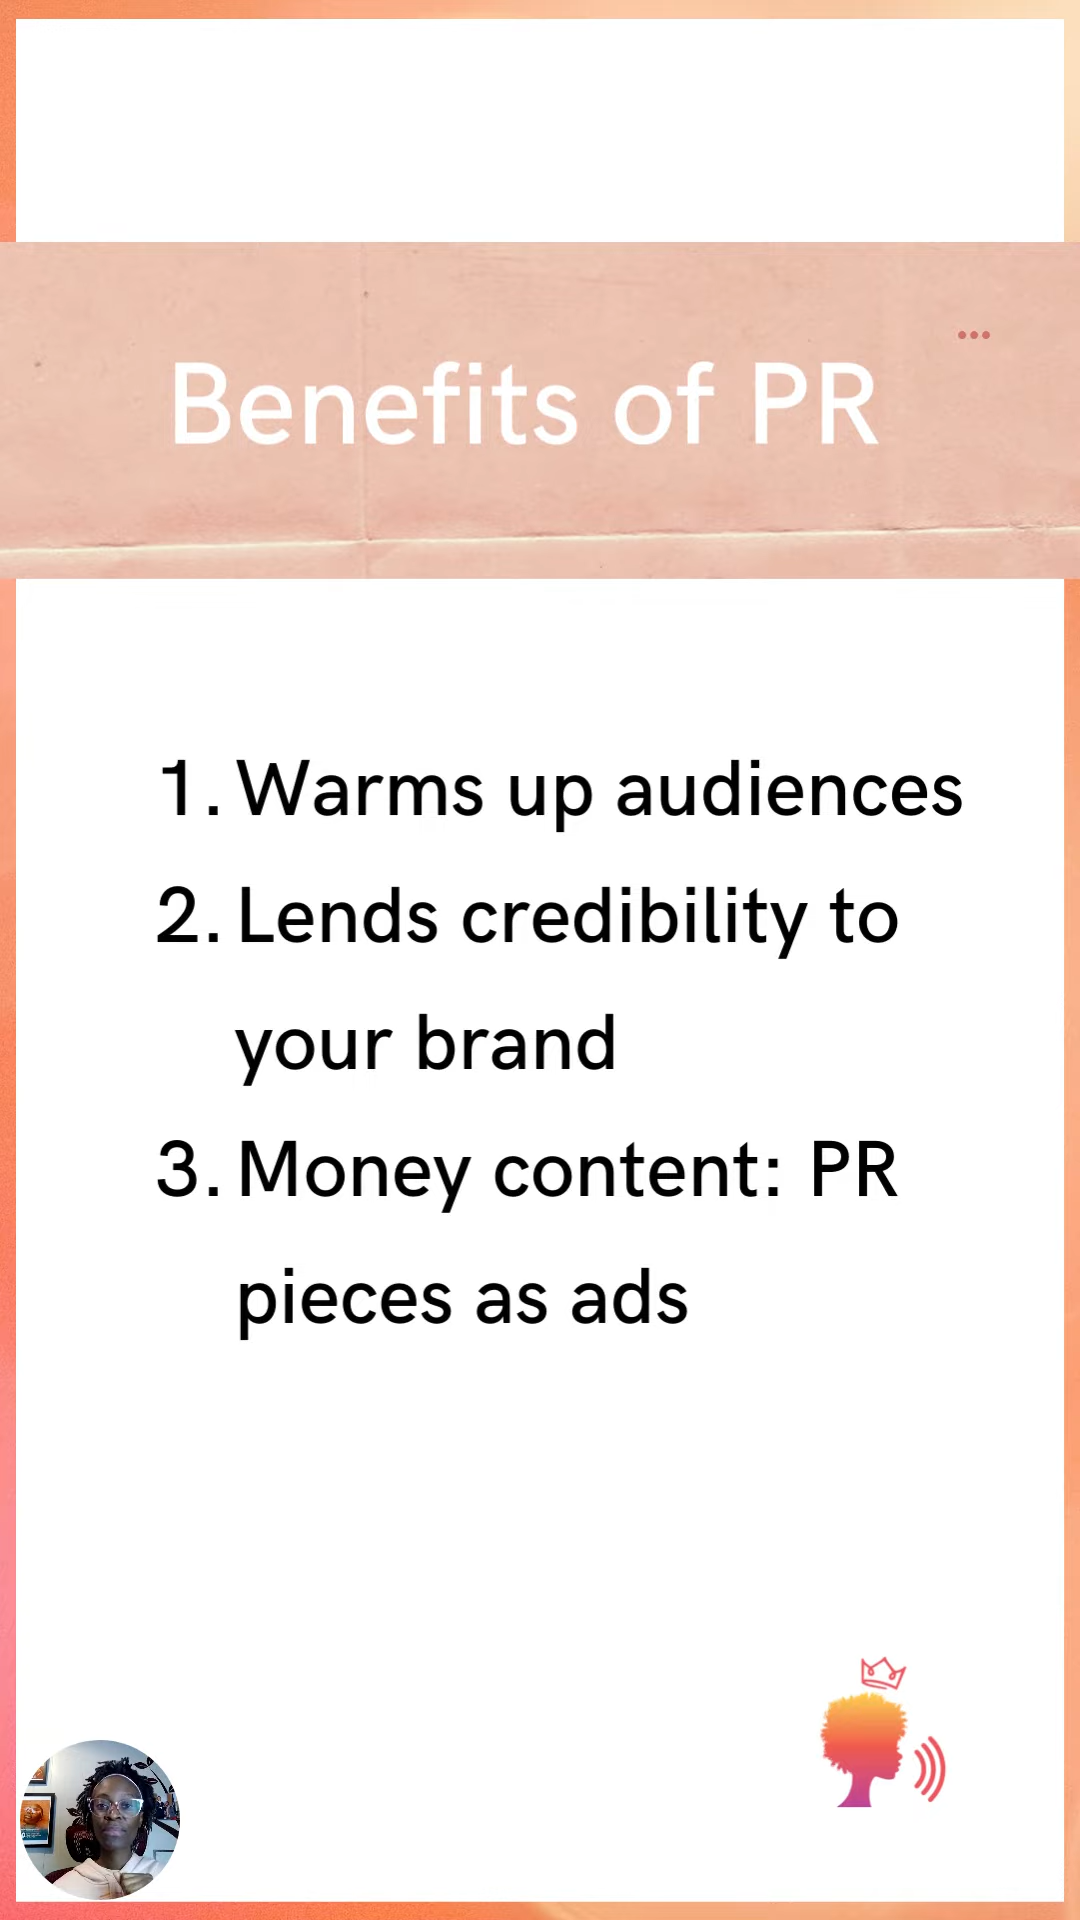 Benefits of PR
1. Warms up audiences
2. Lends credibility to
your brand
3. Money content: PR
pieces as ads